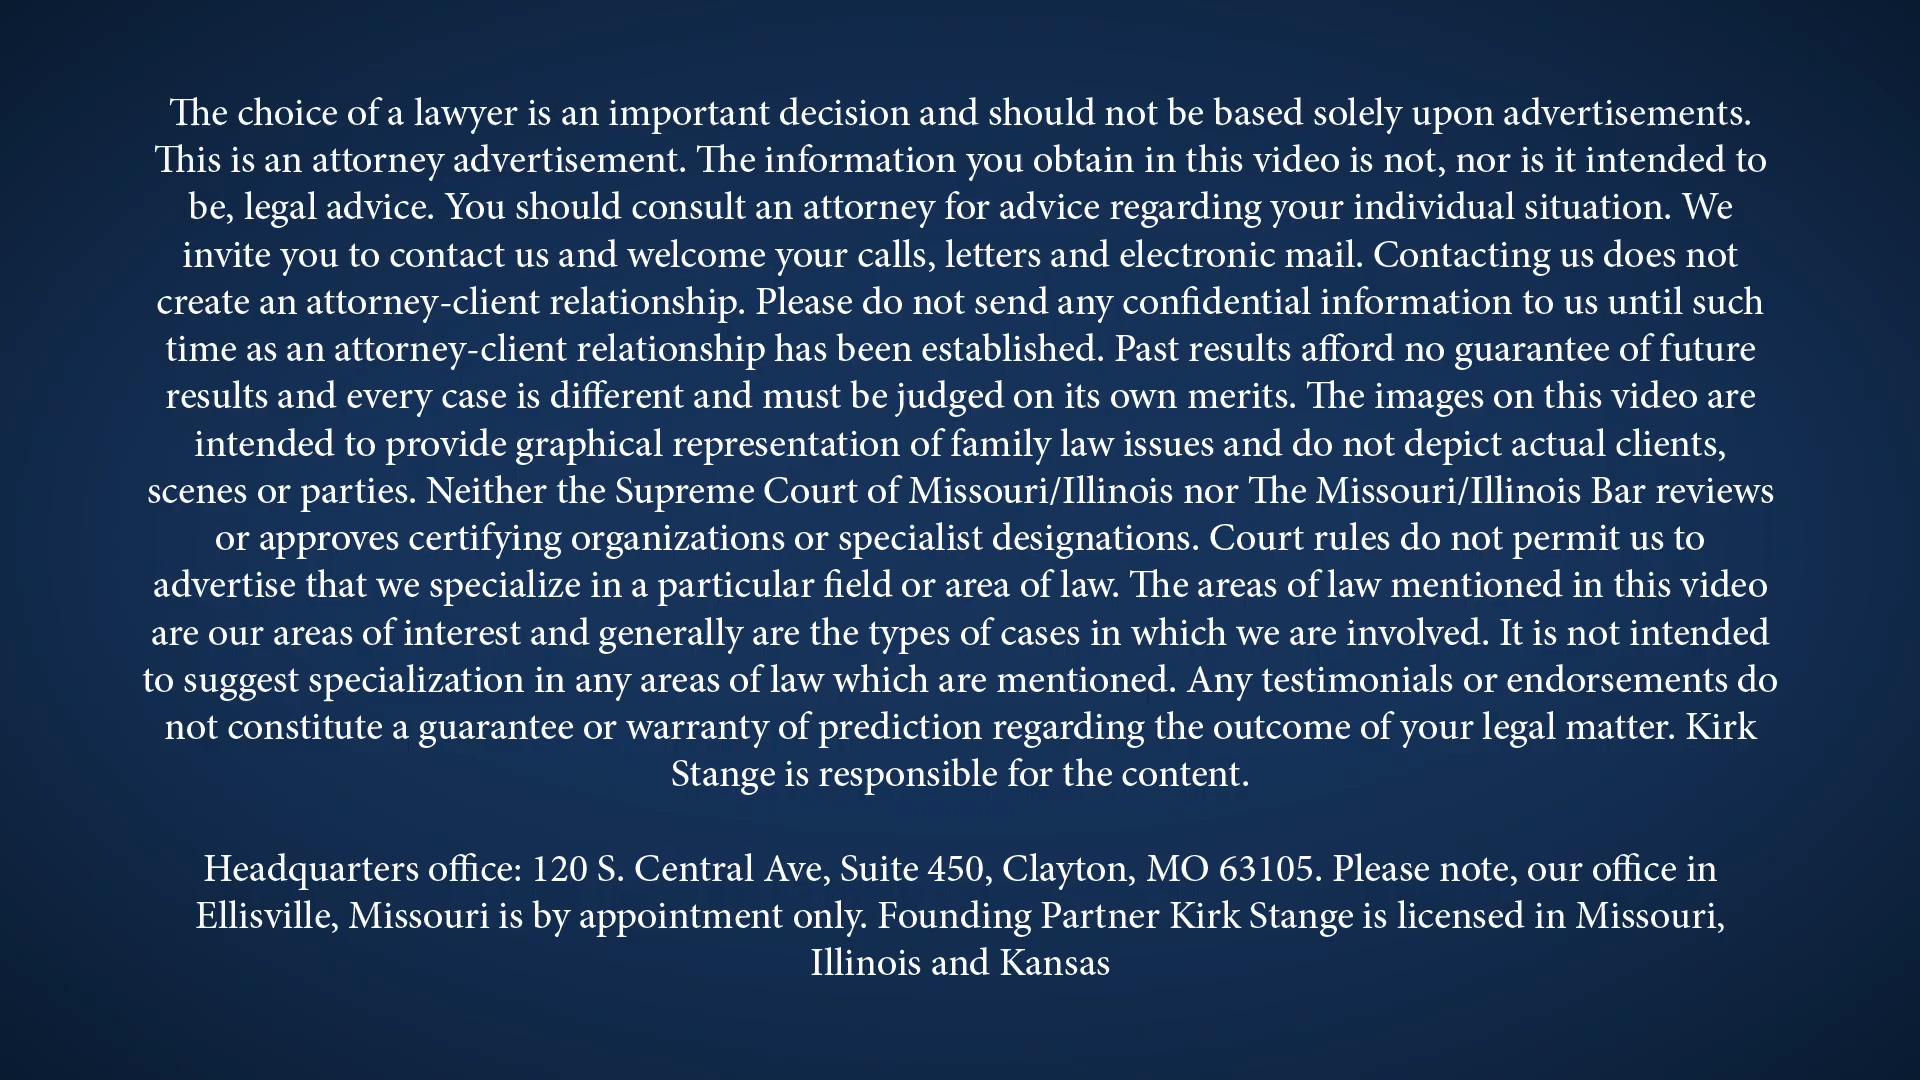 The choice of a lawyer is an important decision and should not be based solely upon advertisements.
This is an attorney advertisement. The information you obtain in this video is not, nor is it intended to
be, legal advice. You should consult an attorney for advice regarding your individual situation. We
invite you to contact us and welcome your calls, letters and electronic mail. Contacting us does not
create an attorney-client relationship. Please do not send any confidential information to us until such
time as an attorney-client relationship has been established. Past results afford no guarantee of future
results and every case is different and must be judged on its own merits. The images on this video are
intended to provide graphical representation of family law issues and do not depict actual clients,
scenes or parties. Neither the Supreme Court of Missouri/Illinois nor The Missouri/Illinois Bar reviews
or approves certifying organizations or specialist designations. Court rules do not permit us to
advertise that we specialize in a particular field or area of law. The areas of law mentioned in this video
are our areas of interest and generally are the types of cases in which we are involved. It is not intended
to suggest specialization in any areas of law which are mentioned. Any testimonials or endorsements do
not constitute a guarantee or warranty of prediction regarding the outcome of your legal matter. Kirk
Stange is responsible for the content.
Headquarters office: 120 S. Central Ave, Suite 450, Clayton, MO 63105. Please note, our office in
Ellisville, Missouri is by appointment only. Founding Partner Kirk Stange is licensed in Missouri,
Illinois and Kansas